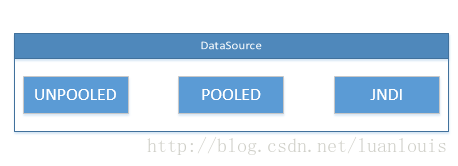 DataSource
UNPOOLED POOLED JNDI
http://blog.csdn.net/luanlouis